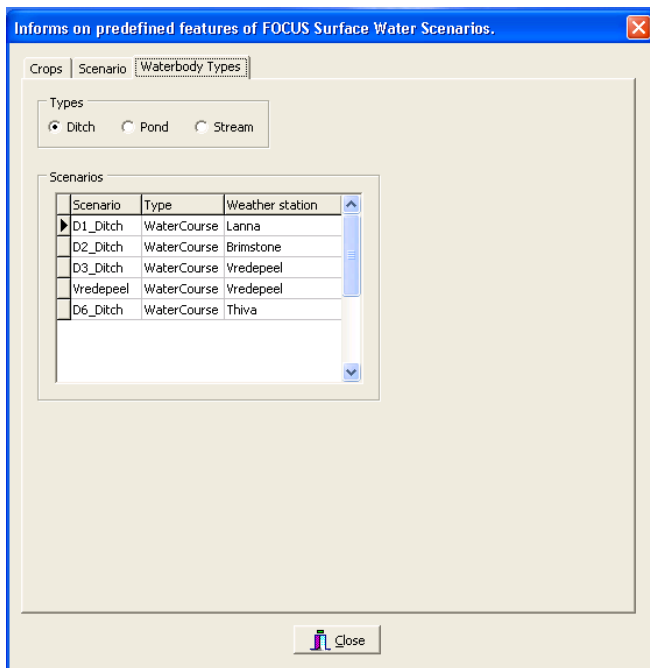 Informs on predefined features of FOCUS Surface Water Scenarios.
Crops Scenario Waterbody Types
Types
Ditch Pond Stream
Scenarios
Scenario Type Weather station
D1_Ditch WaterCourse Lanna
D2_Ditch WaterCourse Brimstone
D3_Ditch WaterCourse Vredepeel
Vredepeel WaterCourse Vredepeel
D6_Ditch WaterCourse Thiva
Close